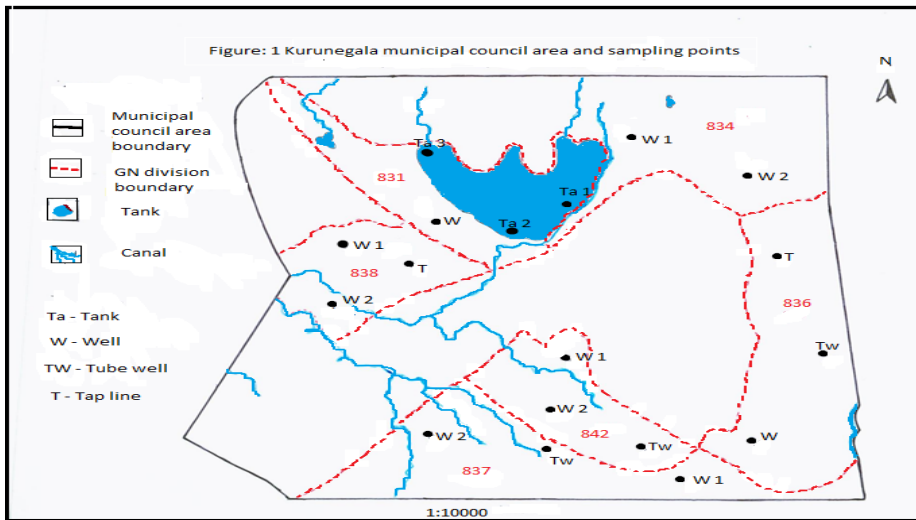 Figure: 1 Kurunegala municipal council area and sampling points
N
Municipal
council area
boundary
GN division
boundary
Tank
Canal
Ta - Tank
W - Well
TW - Tube well
T - Tap line
W 1
834
Ta 3
831
W 2
Ta 1
W
Ta 2
W 1
T
838
T
W 2
836
Tw
W 1
W 2
842
W 2
Tw
Tw
W
837
W 1
1:10000